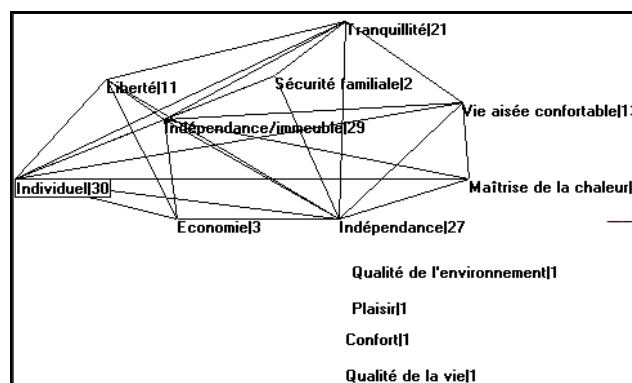 Tranquillité|21
Liberté|11
Sécurité familiale|2
Vie aisée confortable|13
Indépendance/immeuble|29
Individuel|30
Maîtrise de la chaleur|
Economie|3
Indépendance|27
Qualité de l'environnement|1
Plaisir|1
Confort|1
Qualité de la vie|1